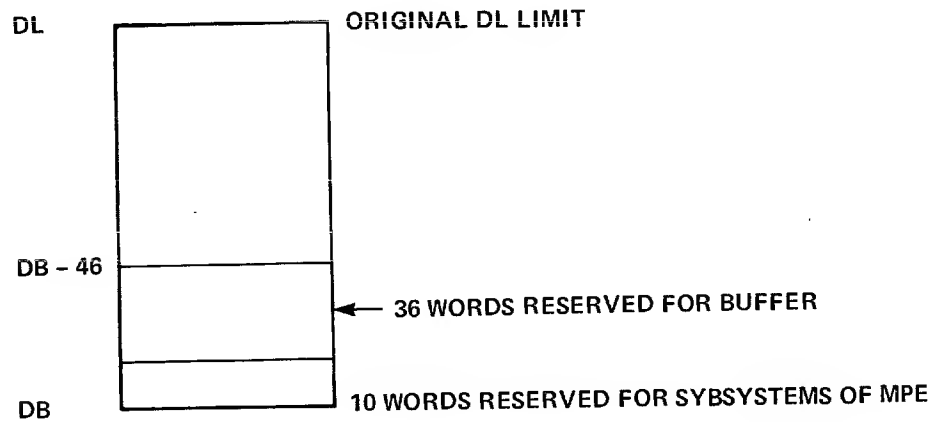 DL
ORIGINAL DL LIMIT
DB – 46
36 WORDS RESERVED FOR BUFFER
DB
10 WORDS RESERVED FOR SYBSYSTEMS OF MPE